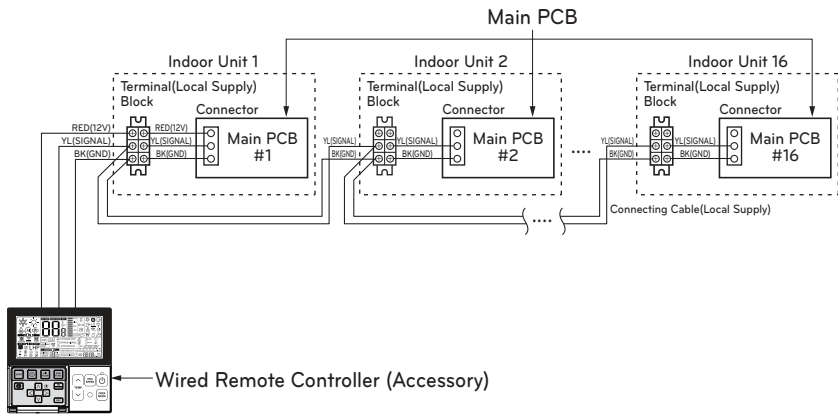 Main PCB
Indoor Unit 1
Indoor Unit 2
Indoor Unit 16
Terminal(Local Supply)
Block
Connector
RED(12V)
RED(12V)
YL(SIGNAL)
YL(SIGNAL)
BK(GND)
BK(GND)
Main PCB
#1
Terminal(Local Supply)
Block
Connector
YL(SIGNAL)
YL(SIGNAL)
BK(GND)
BK(GND)
Main PCB
#2
....
Terminal(Local Supply)
Block
Connector
YL(SIGNAL)
YL(SIGNAL)
BK(GND)
BK(GND)
Main PCB
#16
....
Connecting Cable(Local Supply)
88
TEMP
Wired Remote Controller (Accessory)